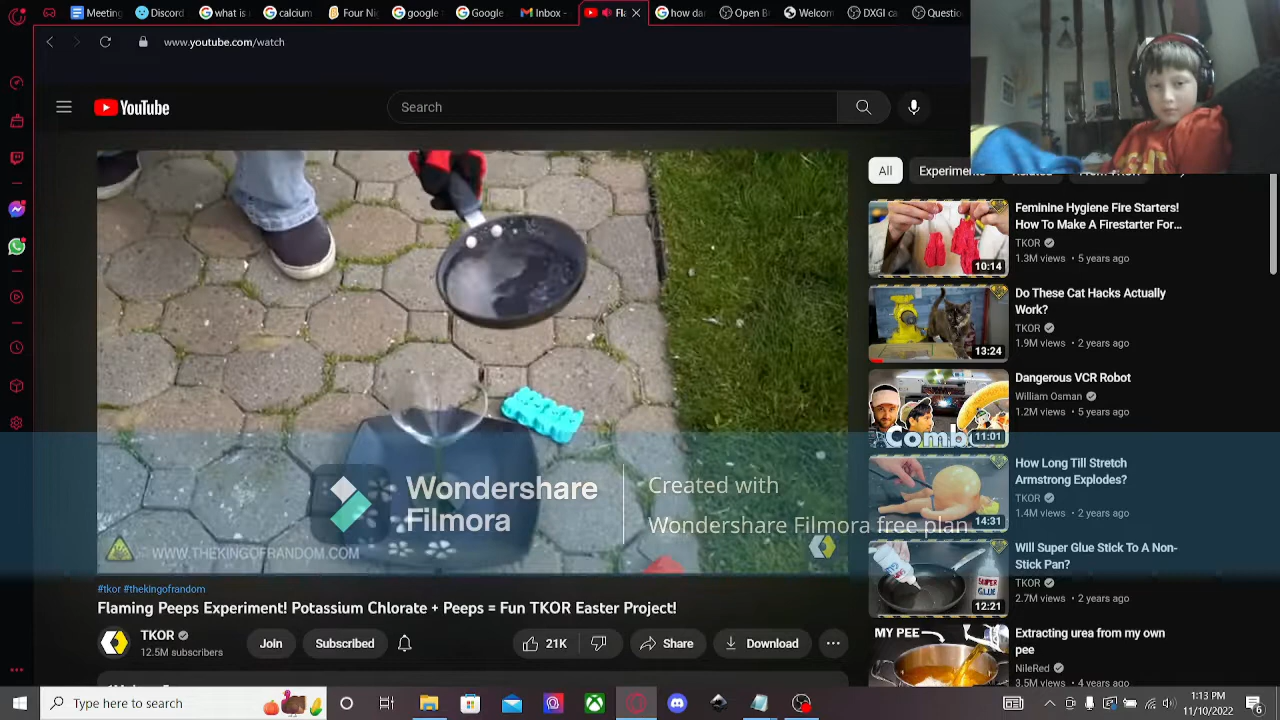 Meeting
Discord
what is
calcium
Four Ni
google
Google
Inbox -
Fla
how dar
Open B
Welcom
DXGI ca
Questio
www.youtube.com/watch
YouTube
Search
All
Experiments
Feminine Hygiene Fire Starters!
How To Make A Firestarter For...
TKOR
1.3M views • 5 years ago
10:14
Do These Cat Hacks Actually
Work?
TKOR
1.9M views • 2 years ago
13:24
Dangerous VCR Robot
William Osman
1.2M views • 5 years ago
Comb
11:01
How Long Till Stretch
Armstrong Explodes?
TKOR
1.4M views • 2 years ago
14:31
Wondershare
Filmora
Created with
Wondershare Filmora free plan
WWW.THEKINGOFRANDOM.COM
Will Super Glue Stick To A Non-
Stick Pan?
TKOR
2.7M views • 2 years ago
SUPER
GLUE
12:21
#tkor #thekingofrandom
Flaming Peeps Experiment! Potassium Chlorate + Peeps = Fun TKOR Easter Project!
TKOR
12.5M subscribers
Join
Subscribed
21K
Share
Download
MY PEE
Extracting urea from my own
pee
NileRed
3.5M views • 4 years ago
Type here to search
1:13 PM
11/10/2022
6